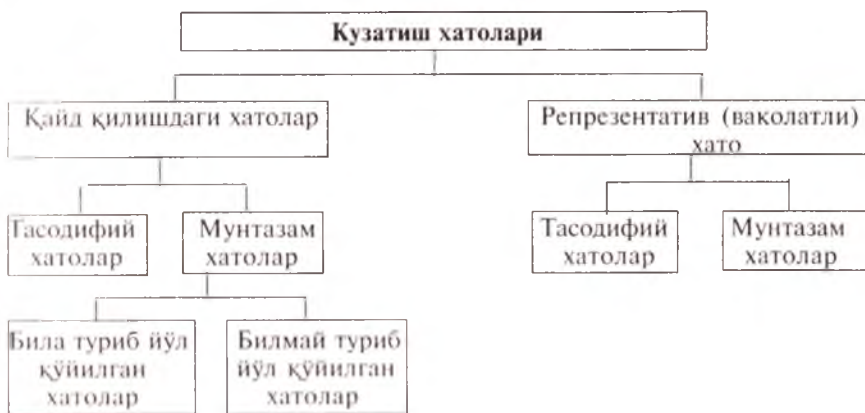 Кузатиш хатолари
Қайд қилишдаги хатолар
Репрезентатив (ваколатли)
хато
Тасодифий
хатолар
Мунтазам
хатолар
Тасодифий
хатолар
Мунтазам
хатолар
Била туриб йўл
қўйилган
хатолар
Билмай туриб
йўл қўйилган
хатолар